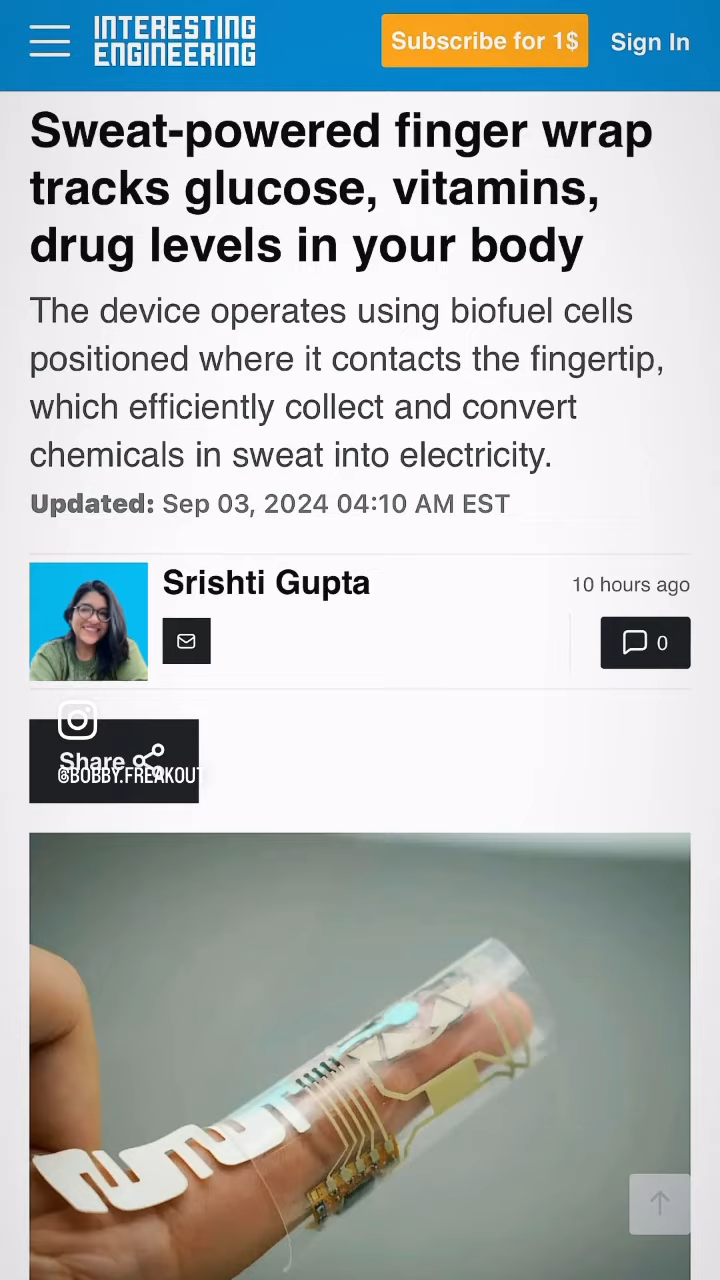 INTERESTING
ENGINEERING
Subscribe for 1$
Sign In
Sweat-powered finger wrap
tracks glucose, vitamins,
drug levels in your body
The device operates using biofuel cells
positioned where it contacts the fingertip,
which efficiently collect and convert
chemicals in sweat into electricity.
Updated: Sep 03, 2024 04:10 AM EST
Srishti Gupta
10 hours ago
0
Share
@BOBBY.FREAKOUT